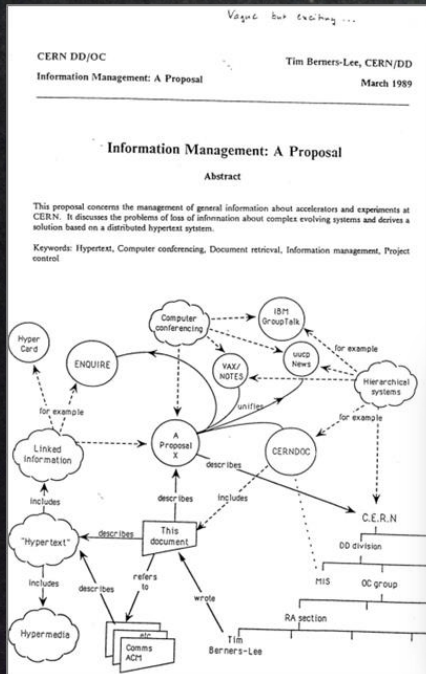 Vague but exciting ...
CERN DD/OC
Tim Berners-Lee, CERN/DD
Information Management: A Proposal
March 1989
Information Management: A Proposal
Abstract
This proposal concerns the management of general information about accelerators and experiments at
CERN. It discusses the problems of loss of information about complex evolving systems and derives a
solution based on a distributed hypertext sytstem.
Keywords: Hypertext, Computer conferencing, Document retrieval, Information management, Project
control
Computer
conferencing
IBM
GroupTalk
Hyper
Card
ENQUIRE
VAX/
NOTES
uucp
News
for example
Hierarchical
systems
for example
unifies
for example
Linked
information
A
Proposal
X
CERNDOC
describes
includes
describes
includes
C.E.R.N
"Hypertext"
describes
This
document
DD division
includes
describes
refers
to
wrote
MIS
OC group
Hypermedia
etc
Comms
ACM
RA section
Tim
Berners-Lee